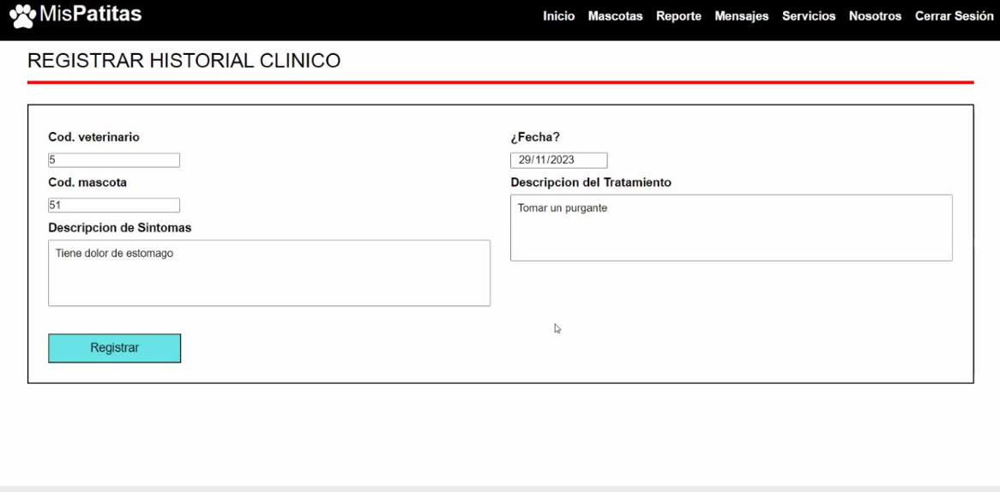 MisPatitas
Inicio Mascotas Reporte Mensajes Servicios Nosotros Cerrar Sesión
REGISTRAR HISTORIAL CLINICO
Cod. veterinario
5
Cod. mascota
51
Descripcion de Sintomas
Tiene dolor de estomago
¿Fecha?
29/11/2023
Descripcion del Tratamiento
Tomar un purgante
Registrar